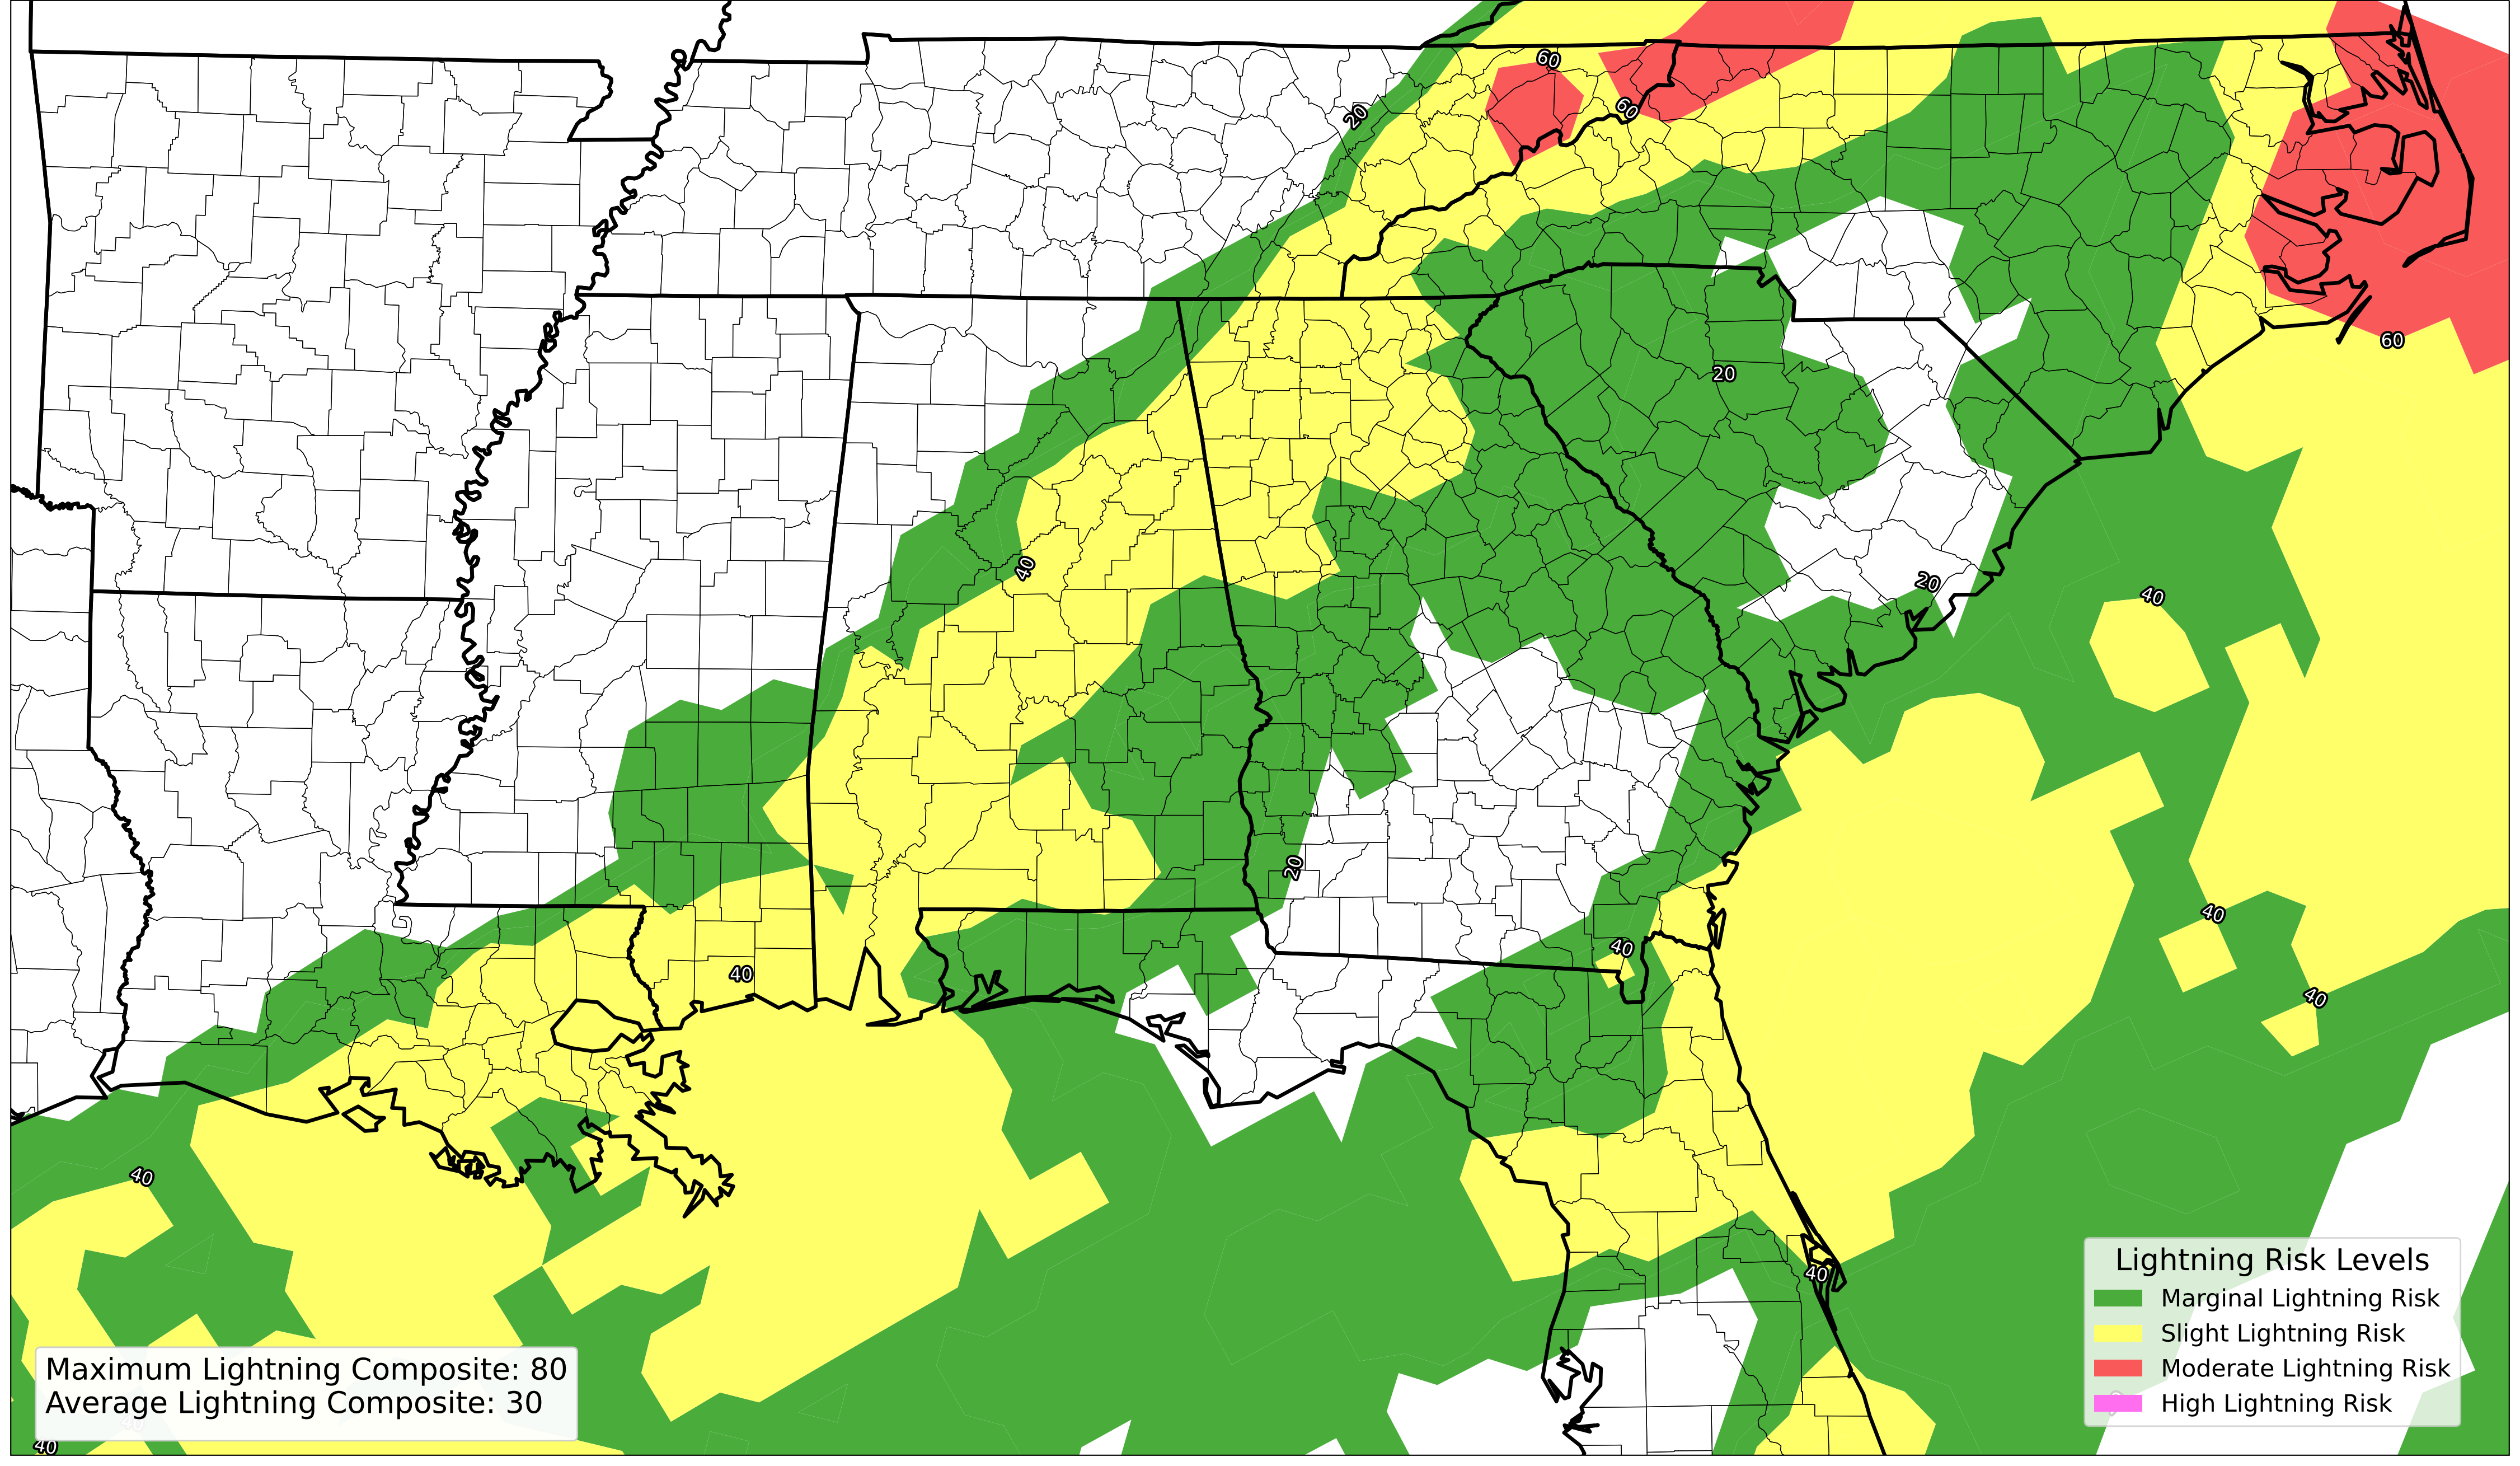 60
60
20
60
20
40
20
40
20
40
40
40
40
40
40
40
Lightning Risk Levels
Marginal Lightning Risk
Slight Lightning Risk
Moderate Lightning Risk
High Lightning Risk
Maximum Lightning Composite: 80
Average Lightning Composite: 30
40